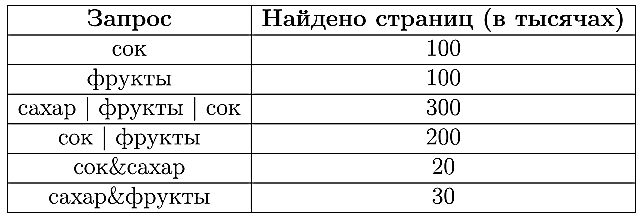 Запрос Найдено страниц (в тысячах)
сок 100
фрукты 100
сахар | фрукты | сок 300
сок | фрукты 200
сок&сахар 20
сахар&фрукты 30